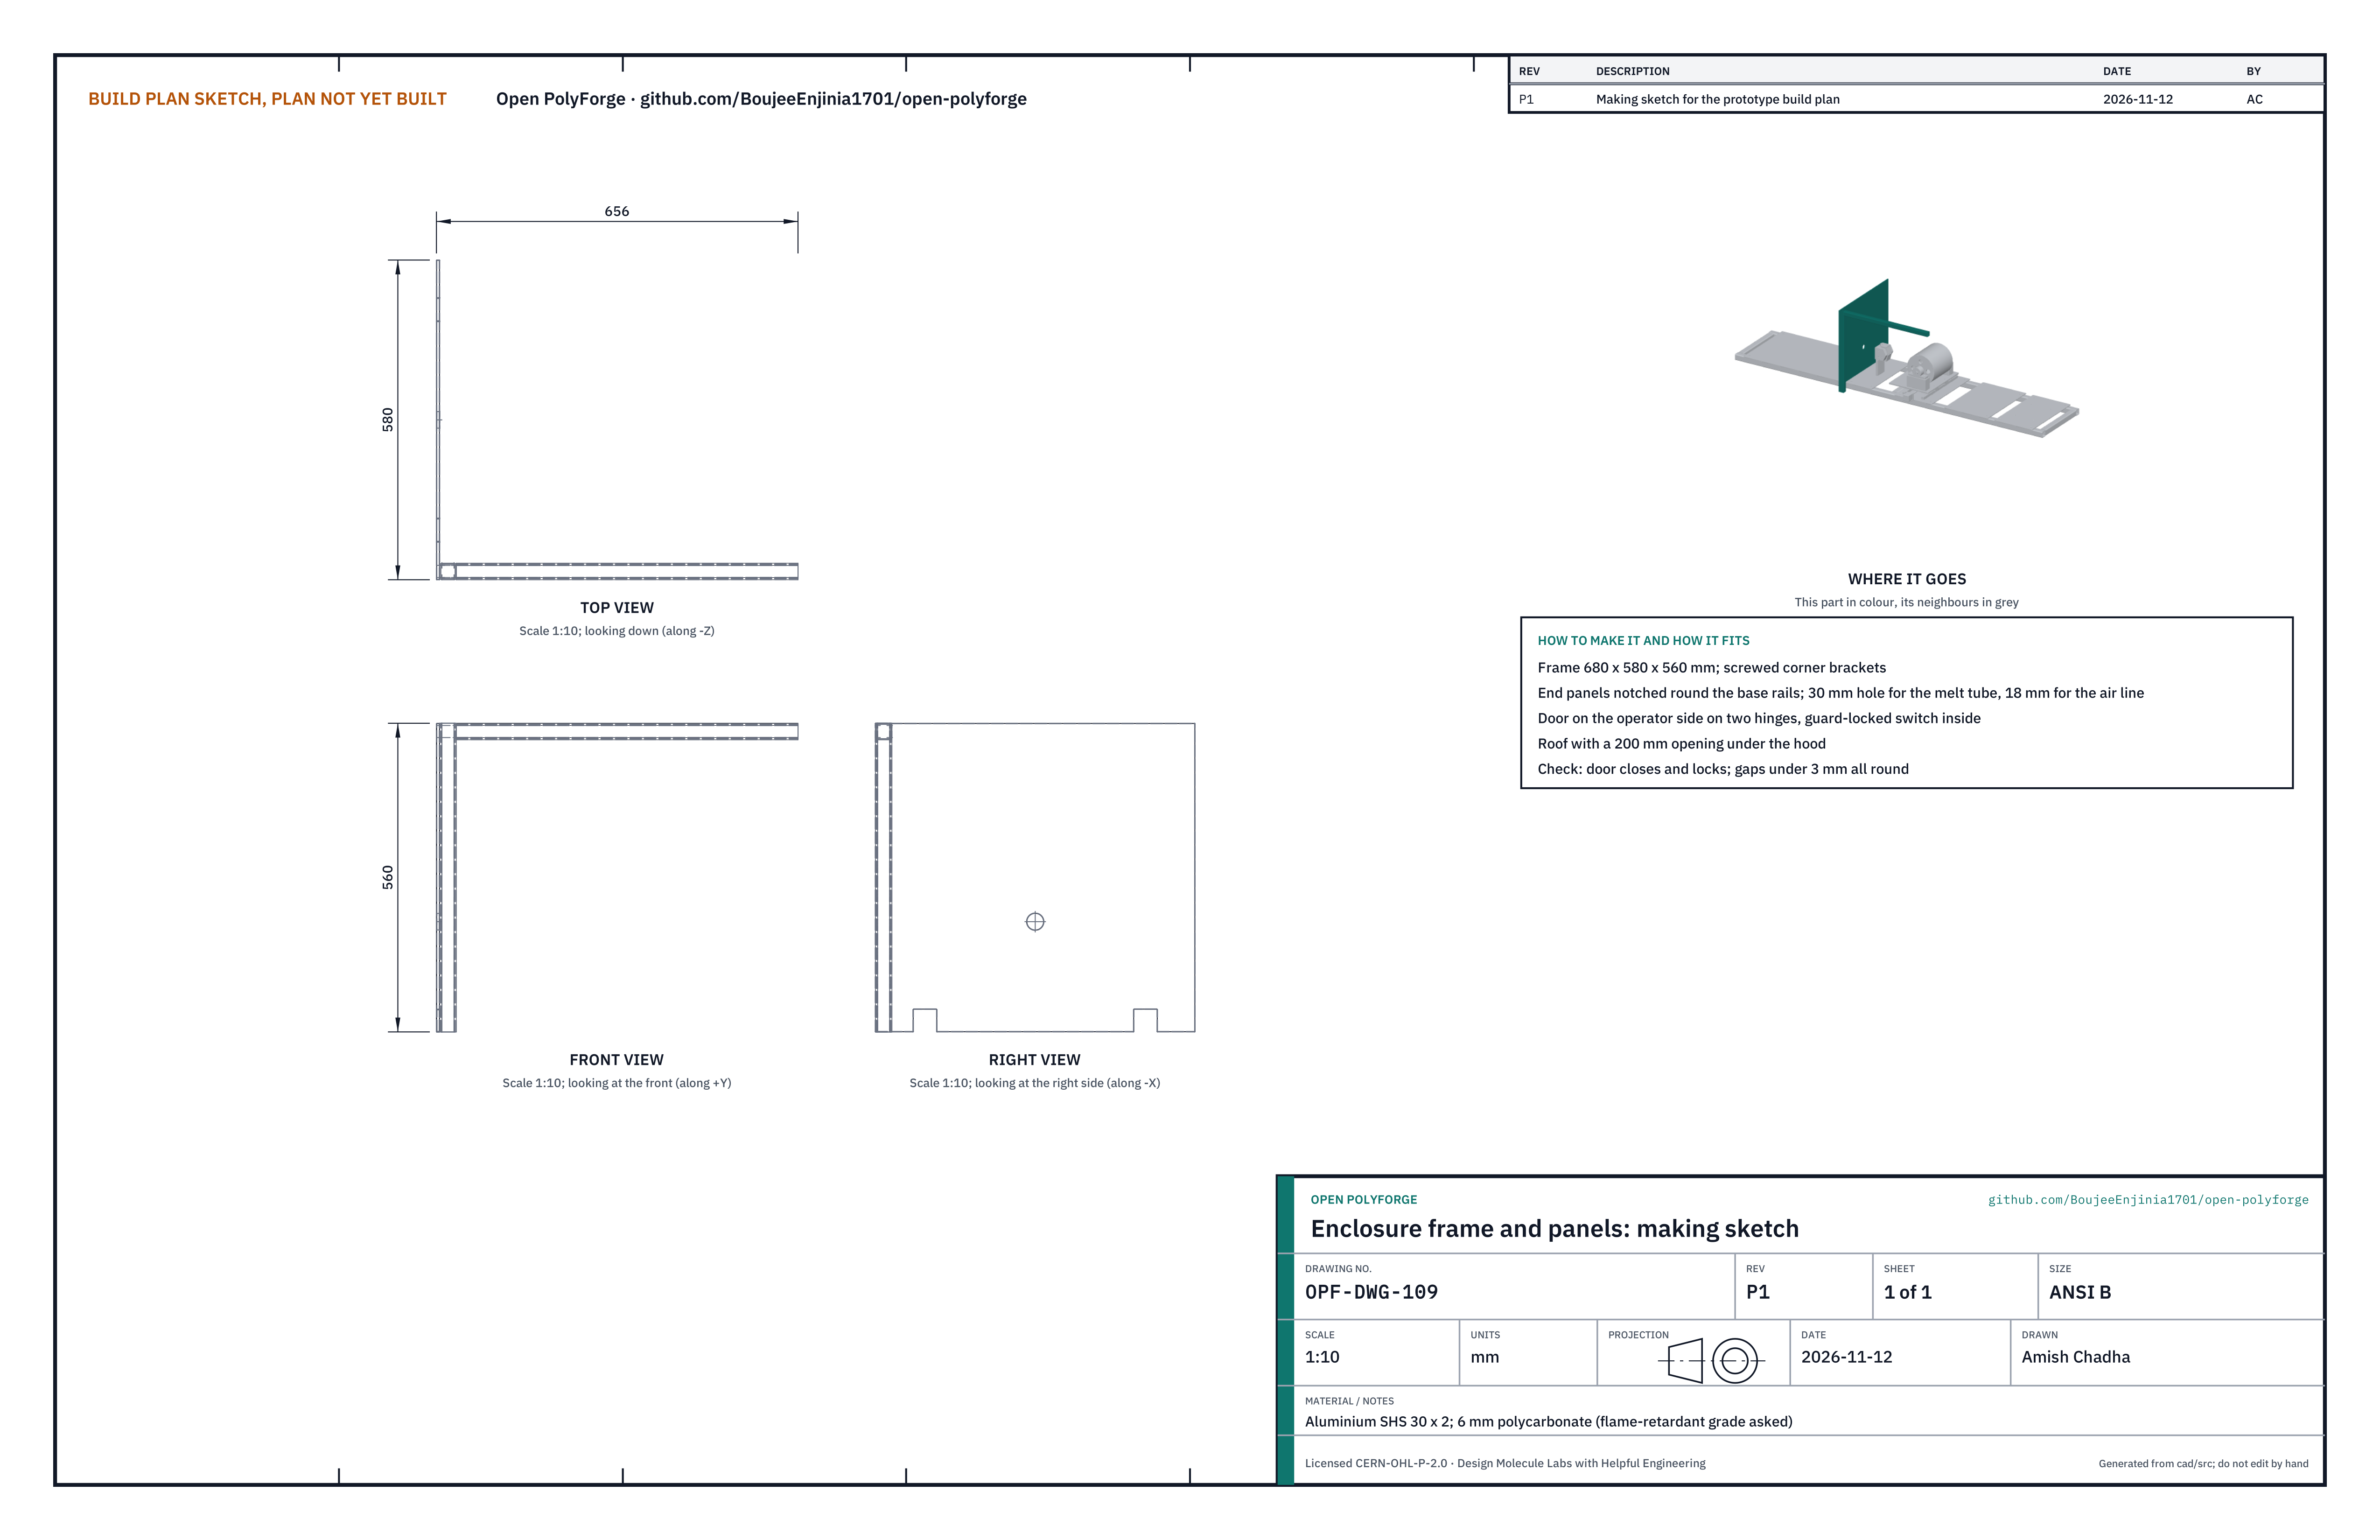 BUILD PLAN SKETCH, PLAN NOT YET BUILT
Open PolyForge · github.com/BoujeeEnjinia1701/open-polyforge
REV DESCRIPTION DATE BY
P1 Making sketch for the prototype build plan 2026-11-12 AC
656
580
TOP VIEW
Scale 1:10; looking down (along -Z)
WHERE IT GOES
This part in colour, its neighbours in grey
HOW TO MAKE IT AND HOW IT FITS
Frame 680 x 580 x 560 mm; screwed corner brackets
End panels notched round the base rails; 30 mm hole for the melt tube, 18 mm for the air line
Door on the operator side on two hinges, guard-locked switch inside
Roof with a 200 mm opening under the hood
Check: door closes and locks; gaps under 3 mm all round
560
FRONT VIEW
Scale 1:10; looking at the front (along +Y)
RIGHT VIEW
Scale 1:10; looking at the right side (along -X)
OPEN POLYFORGE
github.com/BoujeeEnjinia1701/open-polyforge
Enclosure frame and panels: making sketch
DRAWING NO. REV SHEET SIZE
OPF-DWG-109 P1 1 of 1 ANSI B
SCALE UNITS PROJECTION DATE DRAWN
1:10 mm 2026-11-12 Amish Chadha
MATERIAL / NOTES
Aluminium SHS 30 x 2; 6 mm polycarbonate (flame-retardant grade asked)
Licensed CERN-OHL-P-2.0 · Design Molecule Labs with Helpful Engineering
Generated from cad/src; do not edit by hand